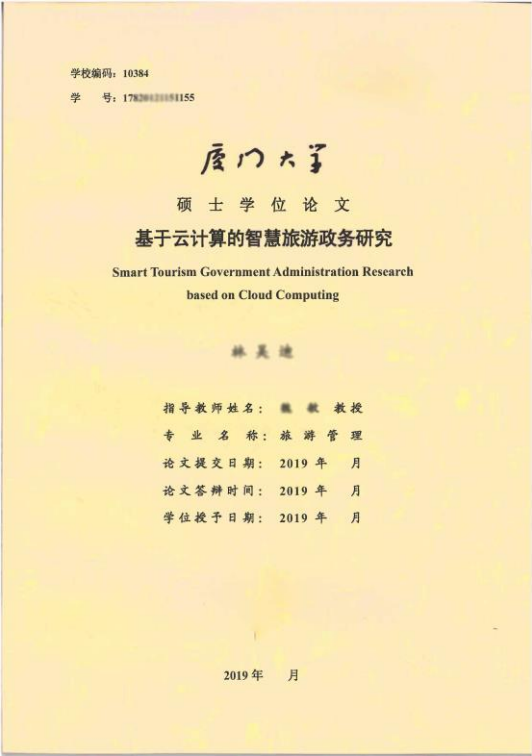 学校编码：10384
学 号：17 155
厦门大学
硕 士 学 位 论 文
基于云计算的智慧旅游政务研究
Smart Tourism Government Administration Research
based on Cloud Computing
指导教师姓名： 教授
专 业 名 称：旅 游 管 理
论文提交日期： 2019 年 月
论文答辩时间： 2019 年 月
学位授予日期： 2019 年 月
2019 年 月